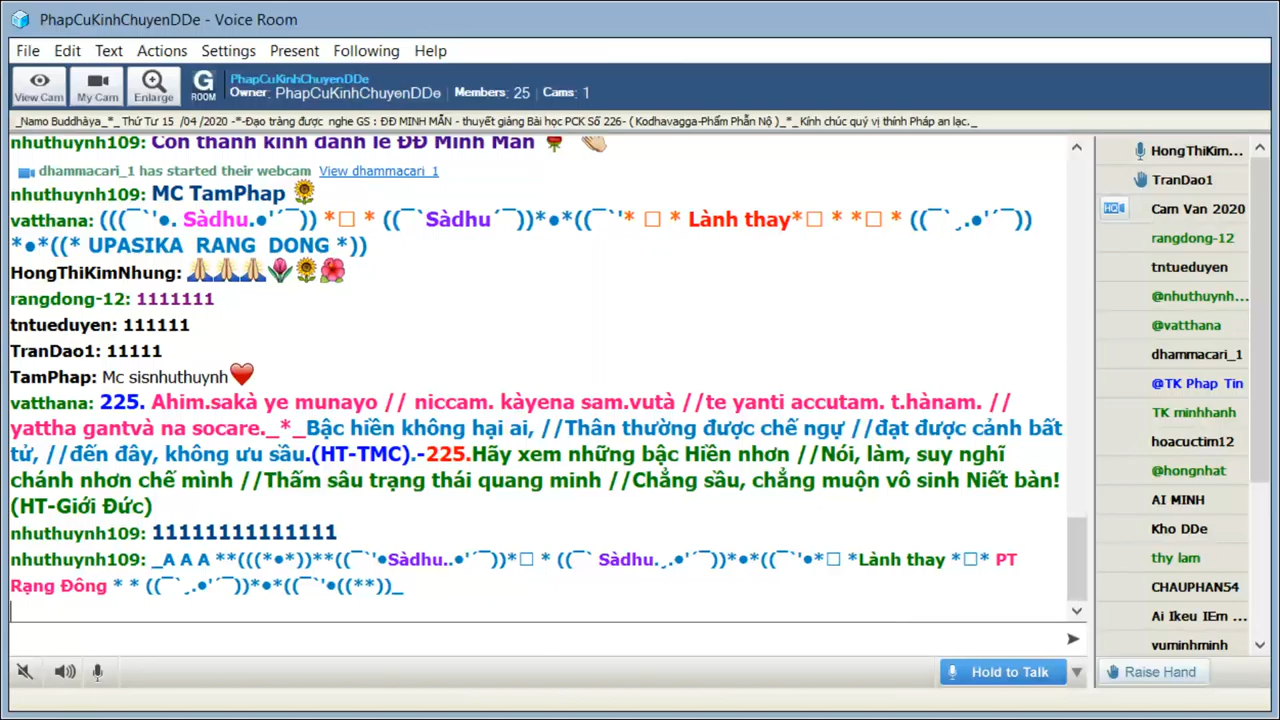 PhapCuKinhChuyenDDe - Voice Room
File Edit Text Actions Settings Present Following Help
View Cam My Cam Enlarge G ROOM
PhapCuKinhChuyenDDe
Owner: PhapCuKinhChuyenDDe Members: 25 Cams: 1
_Namo Buddhàya_*_ Thứ Tư 15 /04 /2020 -*-Đạo tràng được nghe GS : ĐĐ MINH MẪN - thuyết giảng Bài học PCK Số 226- ( Kodhavagga-Phẩm Phẫn Nộ )_*_ Kính chúc quý vị thính Pháp an lạc._
nhuthuynh109: Con thành kính đảnh lễ ĐĐ Minh Mẫn
dhammacari_1 has started their webcam View dhammacari_1
nhuthuynh109: MC TamPhap
vatthana: (((¯`'●. Sàdhu.●'´¯)) *□ * ((¯`Sàdhu´¯))*●*((¯`'* □ * Lành thay*□ * *□ * ((¯`¸.●'´¯))
*●*((* UPASIKA RANG DONG *))
HongThiKimNhung: 🙏🙏🙏🌷🌻🌺
rangdong-12: 1111111
tntueduyen: 111111
TranDao1: 11111
TamPhap: Mc sisnhuthuynh❤
vatthana: 225. Ahim.sakà ye munayo // niccam. kàyena sam.vutà //te yanti accutam. t.hànam. //
yattha gantvà na socare._*_Bậc hiền không hại ai, //Thân thường được chế ngự //đạt được cảnh bất
tử, //đến đây, không ưu sầu.(HT-TMC).-225.Hãy xem những bậc Hiền nhơn //Nói, làm, suy nghĩ
chánh nhơn chế mình //Thấm sâu trạng thái quang minh //Chẳng sầu, chẳng muộn vô sinh Niết bàn!
(HT-Giới Đức)
nhuthuynh109: 11111111111111
nhuthuynh109: _A A A **(((*●*))**((¯`'●Sàdhu..●'´¯))*□ * ((¯` Sàdhu.¸.●'´¯))*●*((¯`'●*□ *Lành thay *□* PT
Rạng Đông * * ((¯`¸.●'´¯))*●*((¯`'●((**))_
HongThiKim...
TranDao1
Cam Van 2020
rangdong-12
tntueduyen
@nhuthuynh...
@vatthana
dhammacari_1
@TK Phap Tin
TK minhhanh
hoacuctim12
@hongnhat
AI MINH
Kho DDe
thy lam
CHAUPHAN54
Ai Ikeu IEm ...
vuminhminh
Hold to Talk
Raise Hand